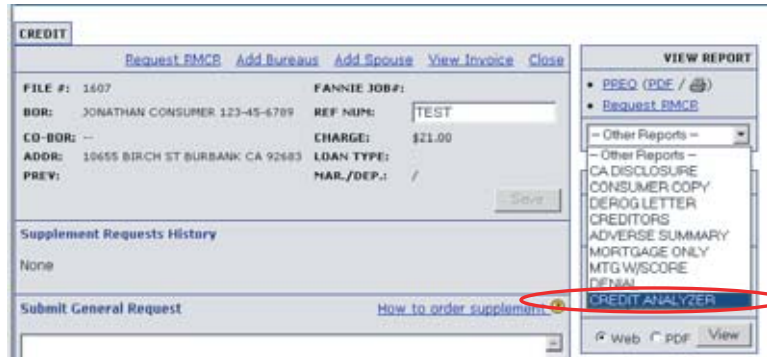 CREDIT
Request RMCR Add Bureaus Add Spouse View Invoice Close
FILE #: 1607 FANNIE JOB#:
BOR: JONATHAN CONSUMER 123-45-6789 REF NUM: TEST
CO-BOR: -- CHARGE: $21.00
ADDR: 10655 BIRCH ST BURBANK CA 92683 LOAN TYPE:
PREV: MAR./DEP.: /
Save
Supplement Requests History
None
Submit General Request How to order supplement
VIEW REPORT
• PREQ (PDF / )
• Request RMCR
-- Other Reports --
-- Other Reports --
CA DISCLOSURE
CONSUMER COPY
DEROG LETTER
CREDITORS
ADVERSE SUMMARY
MORTGAGE ONLY
MTG W/SCORE
DENIAL
CREDIT ANALYZER
Web PDF View